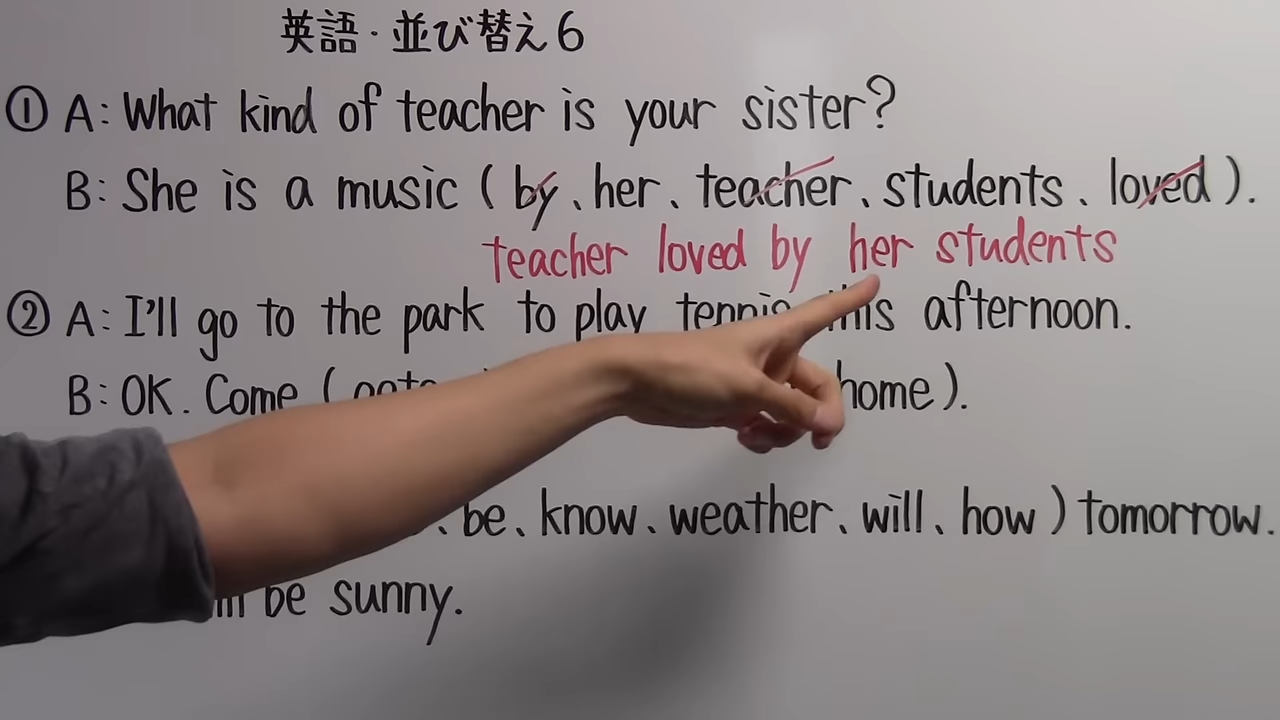 英語・並び替え6
① A: What kind of teacher is your sister?
B: She is a music (by、her、teacher、students、loved).
teacher loved by her students
② A: I'll go to the park to play tennis this afternoon.
B: OK. Come ( home).
be、know、weather、will、how) tomorrow.
be sunny.